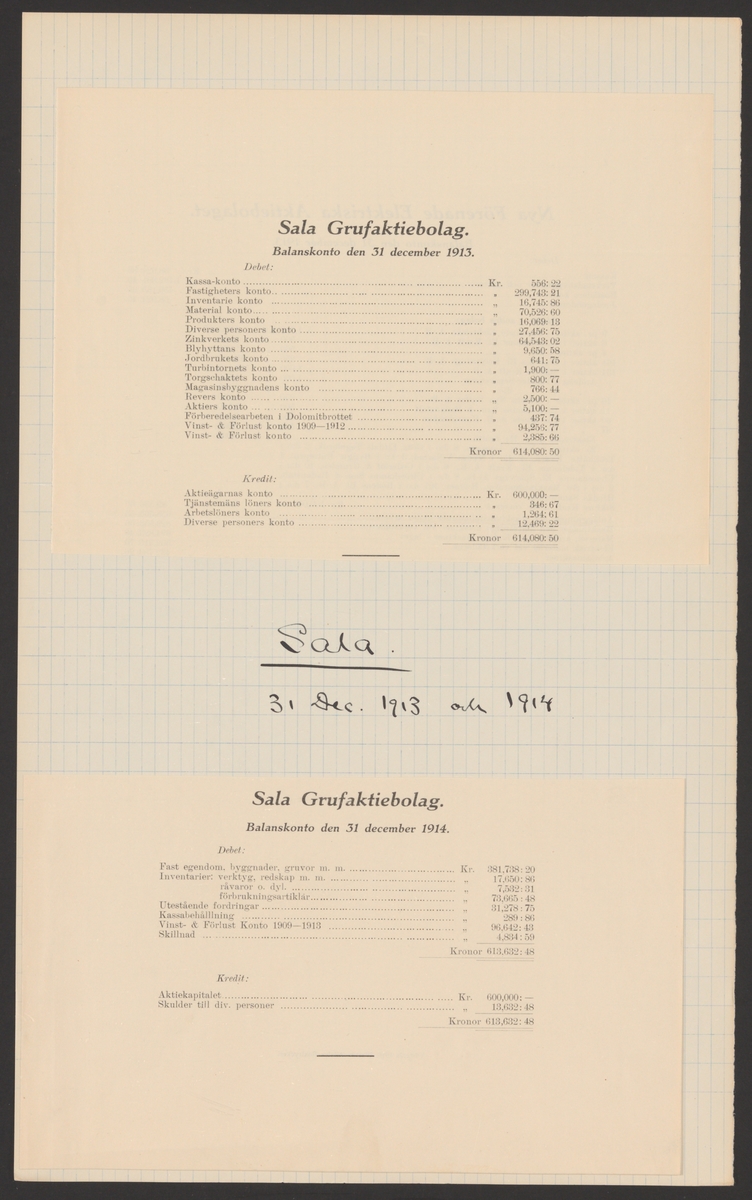 Sala Grufaktiebolag.
Balanskonto den 31 december 1913.
Debet:
Kassa-konto Kr. 556: 22
Fastigheters konto „ 299,743: 21
Inventarie konto „ 16,745: 86
Material konto „ 70,526: 60
Produkters konto „ 16,069: 13
Diverse personers konto „ 27,456: 75
Zinkverkets konto „ 64,543: 02
Blyhyttans konto „ 9,650: 58
Jordbrukets konto „ 641: 75
Turbintornets konto „ 1,900: —
Torgschaktets konto „ 800: 77
Magasinsbyggnadens konto „ 766: 44
Revers konto „ 2,500: —
Aktiers konto „ 5,100: —
Förberedelsearbeten i Dolomitbrottet „ 437: 74
Vinst- & Förlust konto 1909—1912 „ 94,256: 77
Vinst- & Förlust konto „ 2,385: 66
Kronor 614,080: 50
Kredit:
Aktieägarnas konto Kr. 600,000: —
Tjänstemäns löners konto „ 346: 67
Arbetslöners konto „ 1,264: 61
Diverse personers konto „ 12,469: 22
Kronor 614,080: 50
Sala.
31 Dec. 1913 och 1914
Sala Grufaktiebolag.
Balanskonto den 31 december 1914.
Debet:
Fast egendom, byggnader, gruvor m. m. Kr. 381,738: 20
Inventarier: verktyg, redskap m. m. „ 17,650: 86
råvaror o. dyl. „ 7,532: 31
förbrukningsartiklar „ 73,665: 48
Utestående fordringar „ 31,278: 75
Kassabehållning „ 289: 86
Vinst- & Förlust Konto 1909—1913 „ 96,642: 43
Skillnad „ 4,834: 59
Kronor 613,632: 48
Kredit:
Aktiekapitalet Kr. 600,000: —
Skulder till div. personer „ 13,632: 48
Kronor 613,632: 48